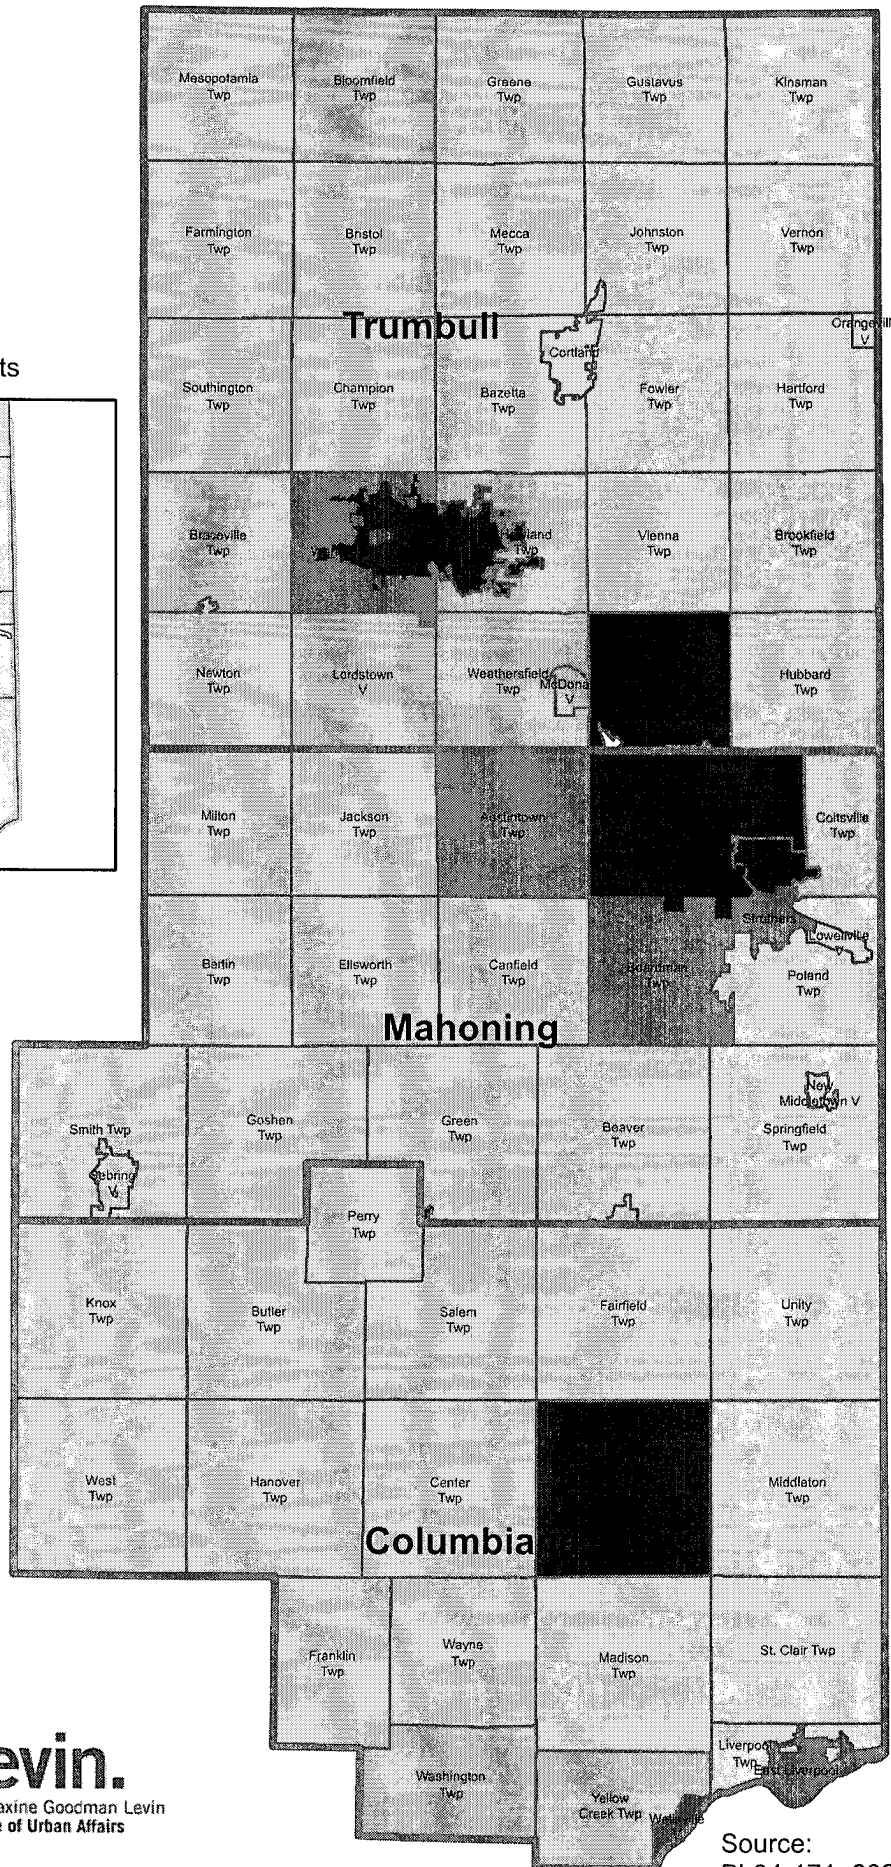 Mesopotamia
Twp
Bloomfield
Twp
Greene
Twp
Gustavus
Twp
Kinsman
Twp
Farmington
Twp
Bristol
Twp
Mecca
Twp
Johnston
Twp
Vernon
Twp
Trumbull
Orangevill
V
Cortland
ts
Southington
Twp
Champion
Twp
Bazetta
Twp
Fowler
Twp
Hartford
Twp
Braceville
Twp
land
Twp
Vienna
Twp
Brookfield
Twp
Newton
Twp
Lordstown
V
Weathersfield
Twp
McDona
V
Hubbard
Twp
Milton
Twp
Jackson
Twp
Austintown
Twp
Coitsville
Twp
Struthers
Lowellville
V
Berlin
Twp
Ellsworth
Twp
Canfield
Twp
Boardman
Twp
Poland
Twp
Mahoning
New
Middletown V
Smith Twp
Goshen
Twp
Green
Twp
Beaver
Twp
Springfield
Twp
Sebring
V
Perry
Twp
Knox
Twp
Butler
Twp
Salem
Twp
Fairfield
Twp
Unity
Twp
West
Twp
Hanover
Twp
Center
Twp
Middleton
Twp
Columbia
Franklin
Twp
Wayne
Twp
Madison
Twp
St. Clair Twp
Liverpool
Twp
East Liverpool
Washington
Twp
Yellow
Creek Twp
Wellsville
evin.
axine Goodman Levin
e of Urban Affairs
Source: